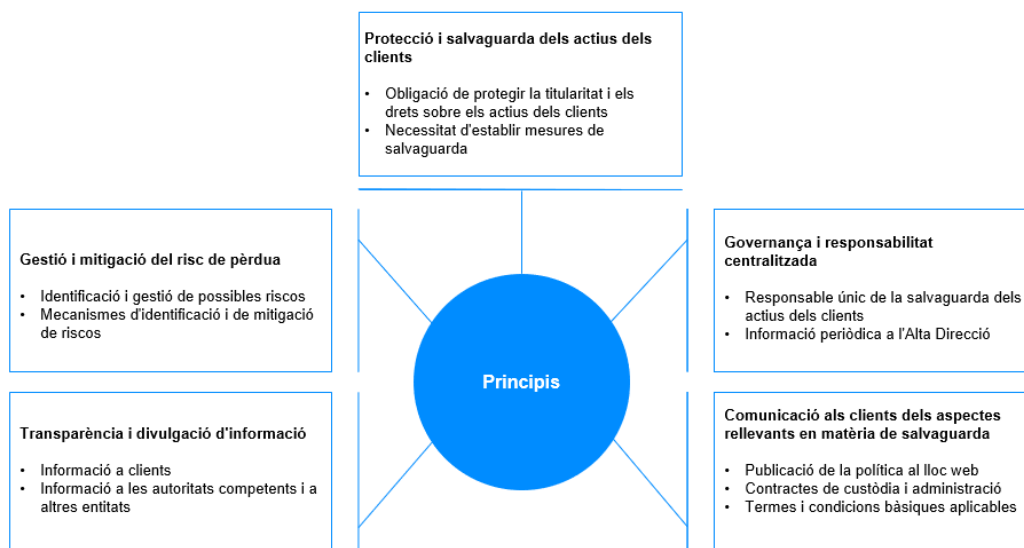 Protecció i salvaguarda dels actius dels
clients
• Obligació de protegir la titularitat i els
drets sobre els actius dels clients
• Necessitat d'establir mesures de
salvaguarda
Gestió i mitigació del risc de pèrdua
• Identificació i gestió de possibles riscos
• Mecanismes d'identificació i de mitigació
de riscos
Governança i responsabilitat
centralitzada
• Responsable únic de la salvaguarda dels
actius dels clients
• Informació periòdica a l'Alta Direcció
Principis
Transparència i divulgació d'informació
• Informació a clients
• Informació a les autoritats competents i a
altres entitats
Comunicació als clients dels aspectes
rellevants en matèria de salvaguarda
• Publicació de la política al lloc web
• Contractes de custòdia i administració
• Termes i condicions bàsiques aplicables